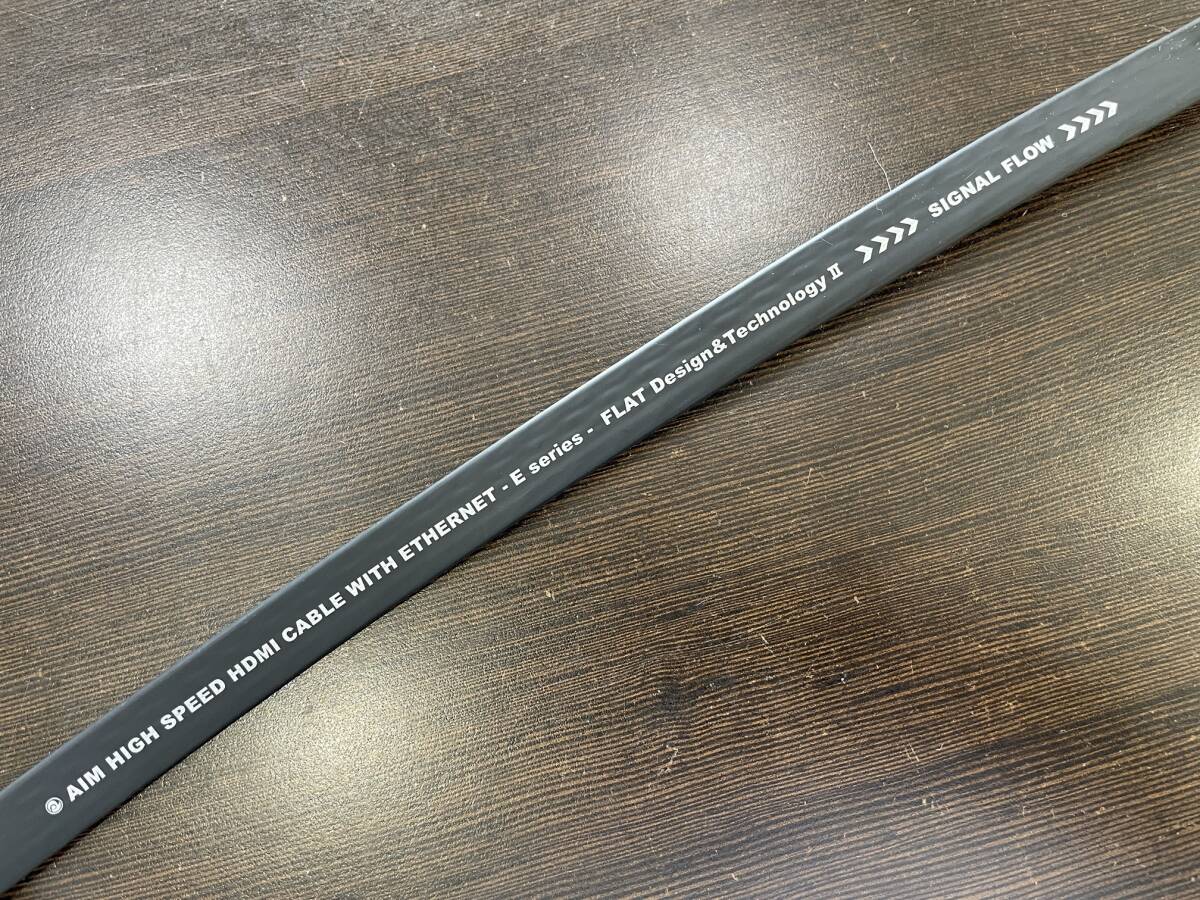 AIM HIGH SPEED HDMI CABLE WITH ETHERNET - E series - FLAT Design&Technology II >>>> SIGNAL FLOW >>>>